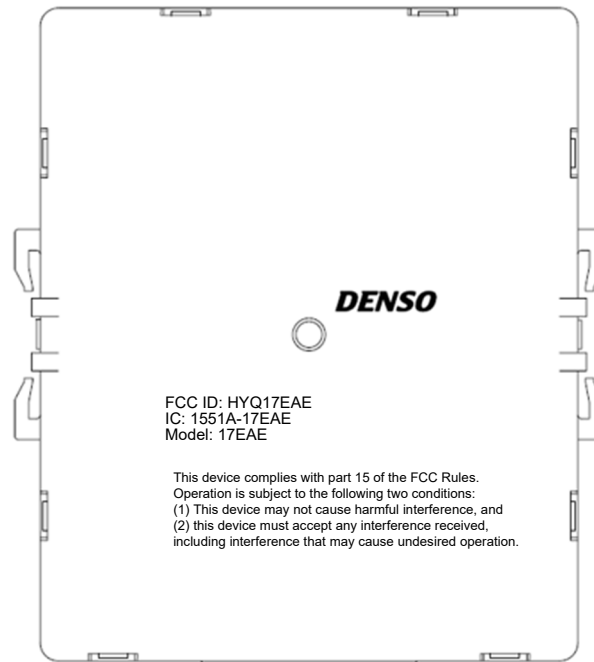 DENSO
FCC ID: HYQ17EAE
IC: 1551A-17EAE
Model: 17EAE
This device complies with part 15 of the FCC Rules.
Operation is subject to the following two conditions:
(1) This device may not cause harmful interference, and
(2) this device must accept any interference received,
including interference that may cause undesired operation.